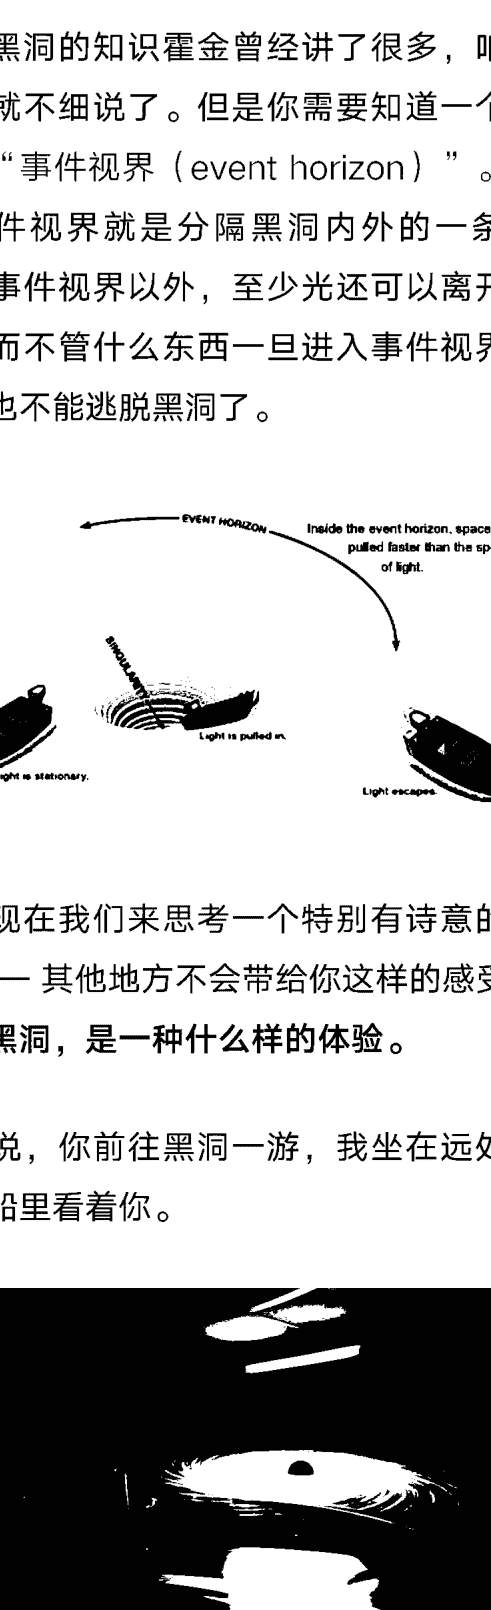 黑洞的知识霍金曾经讲了很多，
就不细说了。但是你需要知道一个
“事件视界（event horizon）”。
件视界就是分隔黑洞内外的一条
事件视界以外，至少光还可以离开
而不管什么东西一旦进入事件视界
也不能逃脱黑洞了。
EVENT HORIZON
Inside the event horizon, space
pulled faster than the sp
of light.
SINGULARITY
Light is pulled in.
ght is stationary.
Light escapes.
现在我们来思考一个特别有诗意的
— 其他地方不会带给你这样的感受
黑洞，是一种什么样的体验。
说，你前往黑洞一游，我坐在远处
船里看着你。